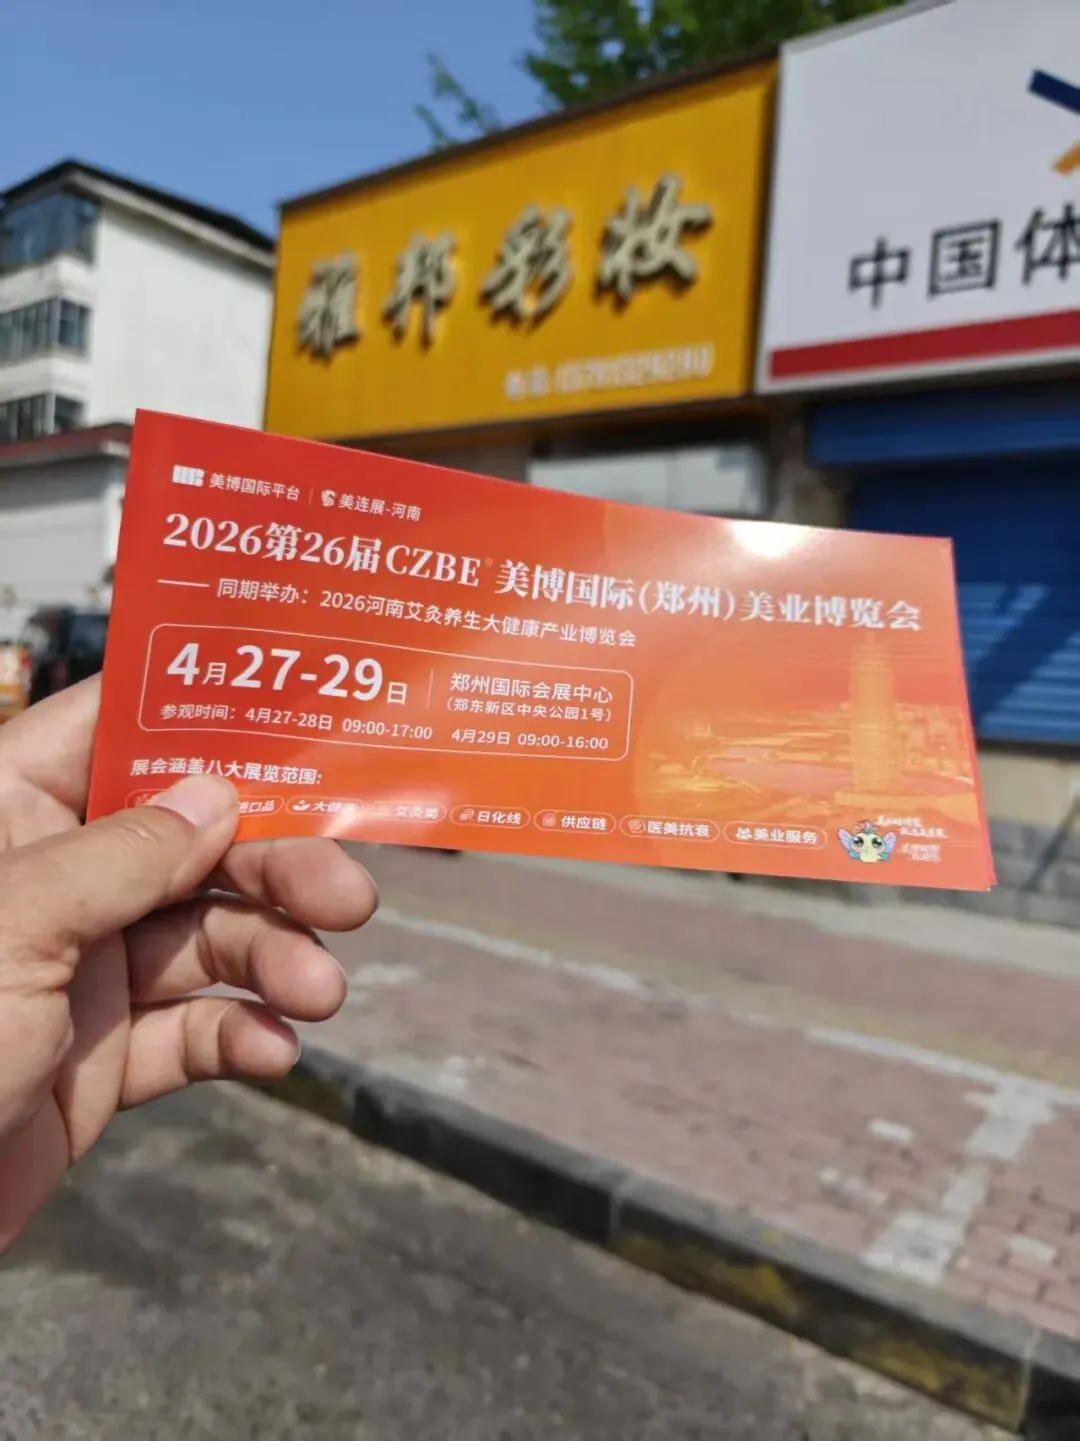 雅邦彩妆
中国体
美博国际平台 | 美连展-河南
2026第26届CZBE®美博国际(郑州)美业博览会
同期举办：2026河南艾灸养生大健康产业博览会
4月27-29日
郑州国际会展中心
(郑东新区中央公园1号)
参观时间：4月27-28日 09:00-17:00 4月29日 09:00-16:00
展会涵盖八大展览范围:
进口品 大健康 艾灸类 日化线 供应链 医美抗衰 美业服务